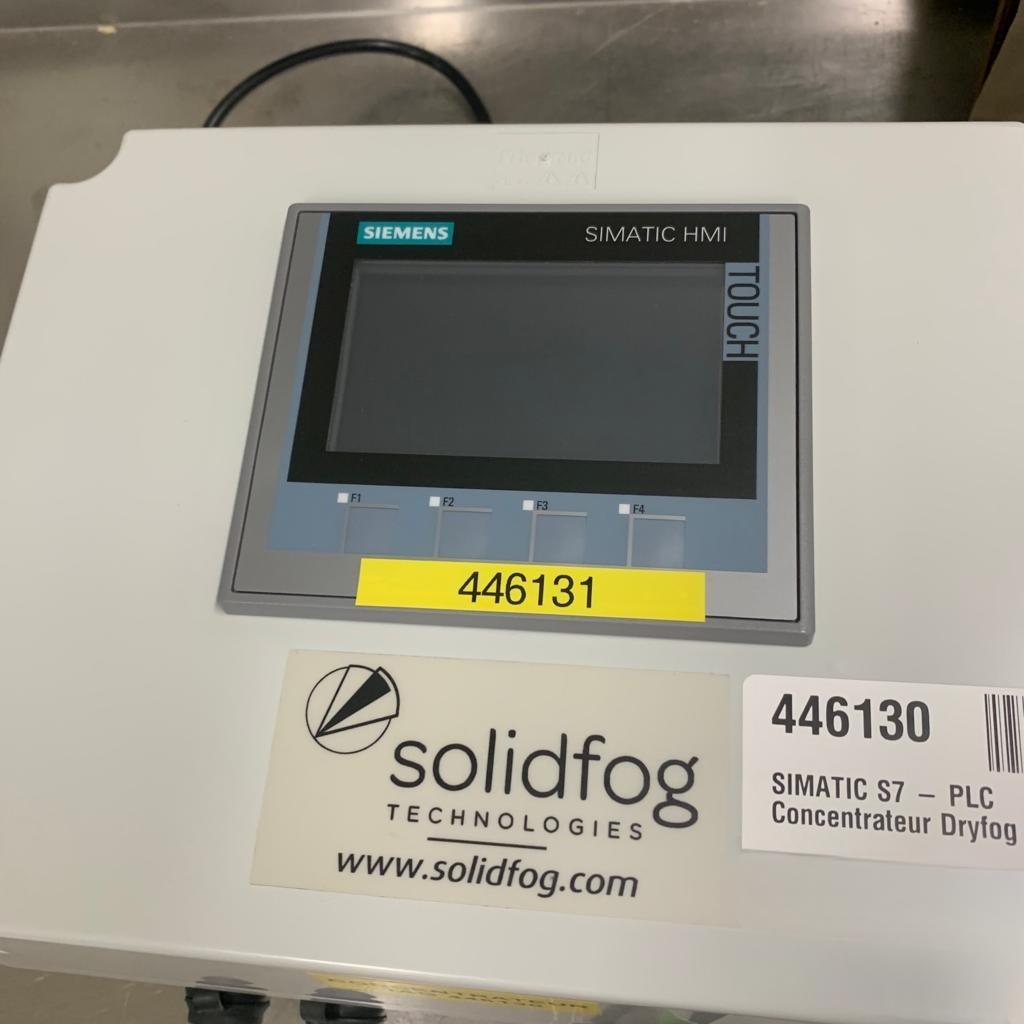 SIEMENS
SIMATIC HMI
TOUCH
F1
F2
F3
F4
446131
solidfog
TECHNOLOGIES
www.solidfog.com
446130
SIMATIC S7 – PLC
Concentrateur Dryfog